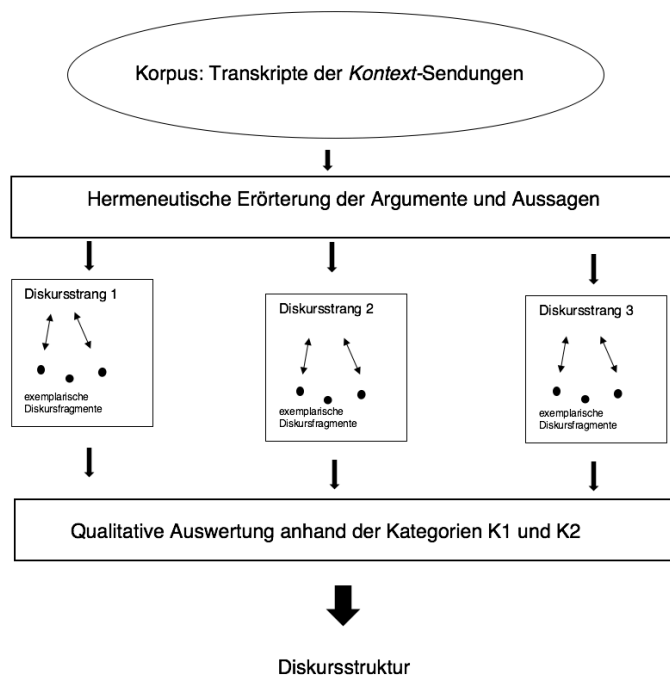 Korpus: Transkripte der Kontext-Sendungen
Hermeneutische Erörterung der Argumente und Aussagen
Diskursstrang 1
exemplarische
Diskursfragmente
Diskursstrang 2
exemplarische
Diskursfragmente
Diskursstrang 3
exemplarische
Diskursfragmente
Qualitative Auswertung anhand der Kategorien K1 und K2
Diskursstruktur